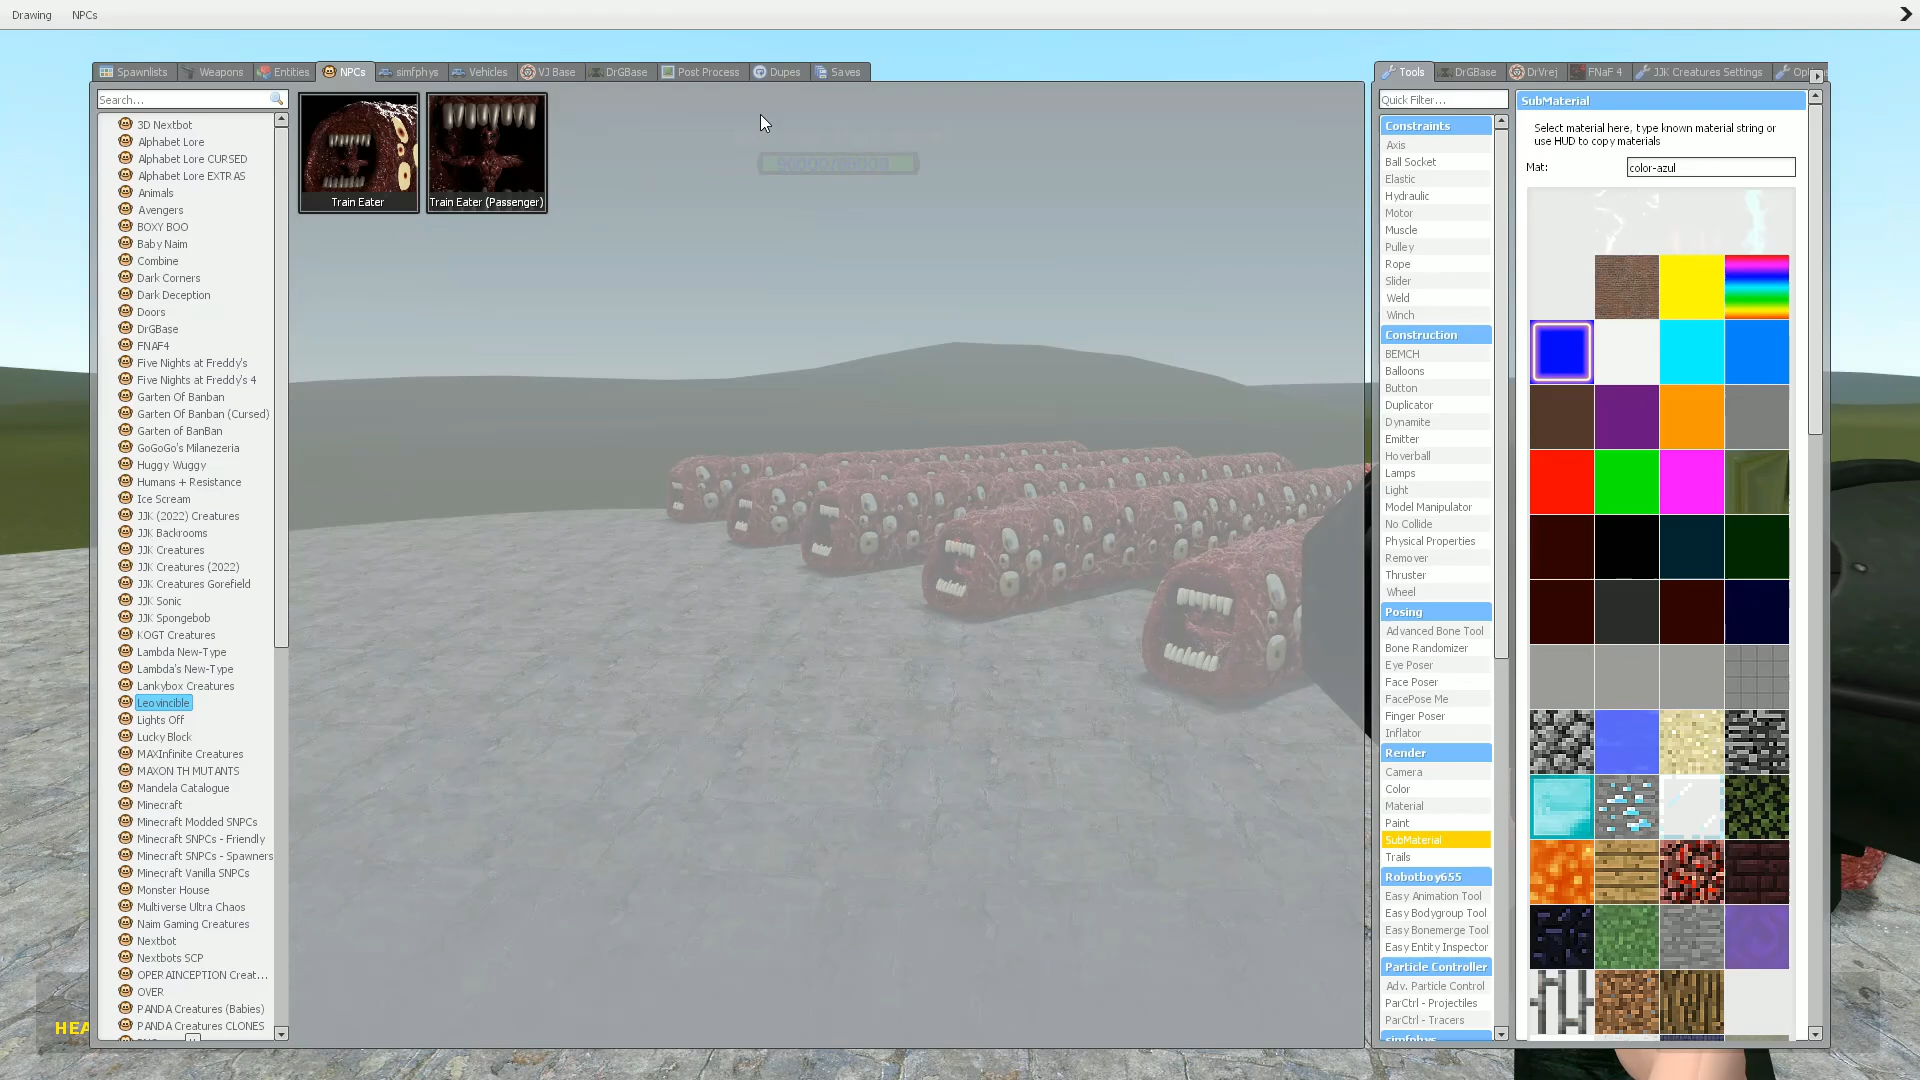 Drawing NPCs
Spawnlists Weapons Entities NPCs simfphys Vehicles VJ Base DrGBase Post Process Dupes Saves
Search...
3D Nextbot
Alphabet Lore
Alphabet Lore CURSED
Alphabet Lore EXTRAS
Animals
Avengers
BOXY BOO
Baby Naim
Combine
Dark Corners
Dark Deception
Doors
DrGBase
FNAF4
Five Nights at Freddy's
Five Nights at Freddy's 4
Garten Of Banban
Garten Of Banban (Cursed)
Garten of BanBan
GoGoGo's Milanezeria
Huggy Wuggy
Humans + Resistance
Ice Scream
JJK (2022) Creatures
JJK Backrooms
JJK Creatures
JJK Creatures (2022)
JJK Creatures Gorefield
JJK Sonic
JJK Spongebob
KOGT Creatures
Lambda New-Type
Lambda's New-Type
Lankybox Creatures
Leovincible
Lights Off
Lucky Block
MAXInfinite Creatures
MAXON TH MUTANTS
Mandela Catalogue
Minecraft
Minecraft Modded SNPCs
Minecraft SNPCs - Friendly
Minecraft SNPCs - Spawners
Minecraft Vanilla SNPCs
Monster House
Multiverse Ultra Chaos
Naim Gaming Creatures
Nextbot
Nextbots SCP
OPERAINCEPTION Creat...
OVER
PANDA Creatures (Babies)
PANDA Creatures CLONES
Train Eater
Train Eater (Passenger)
HEA
Tools DrGBase DrVrej FNaF 4 JJK Creatures Settings
Quick Filter...
Constraints
Axis
Ball Socket
Elastic
Hydraulic
Motor
Muscle
Pulley
Rope
Slider
Weld
Winch
Construction
BEMCH
Balloons
Button
Duplicator
Dynamite
Emitter
Hoverball
Lamps
Light
Model Manipulator
No Collide
Physical Properties
Remover
Thruster
Wheel
Posing
Advanced Bone Tool
Bone Randomizer
Eye Poser
Face Poser
FacePose Me
Finger Poser
Inflator
Render
Camera
Color
Material
Paint
SubMaterial
Trails
Robotboy655
Easy Animation Tool
Easy Bodygroup Tool
Easy Bonemerge Tool
Easy Entity Inspector
Particle Controller
Adv. Particle Control
ParCtrl - Projectiles
ParCtrl - Tracers
simfphys
SubMaterial
Select material here, type known material string or
use HUD to copy materials
Mat: color-azul